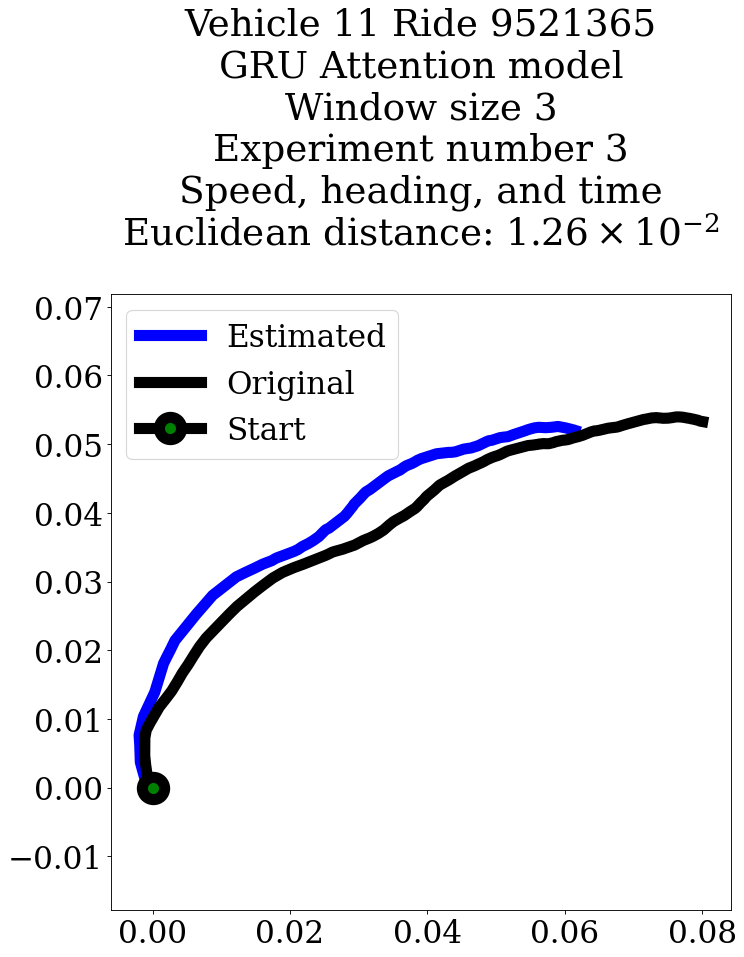 Vehicle 11 Ride 9521365
GRU Attention model
Window size 3
Experiment number 3
Speed, heading, and time
Euclidean distance: 1.26 × 10⁻²
0.07
0.06
0.05
0.04
0.03
0.02
0.01
0.00
−0.01
Estimated
Original
Start
0.00 0.02 0.04 0.06 0.08